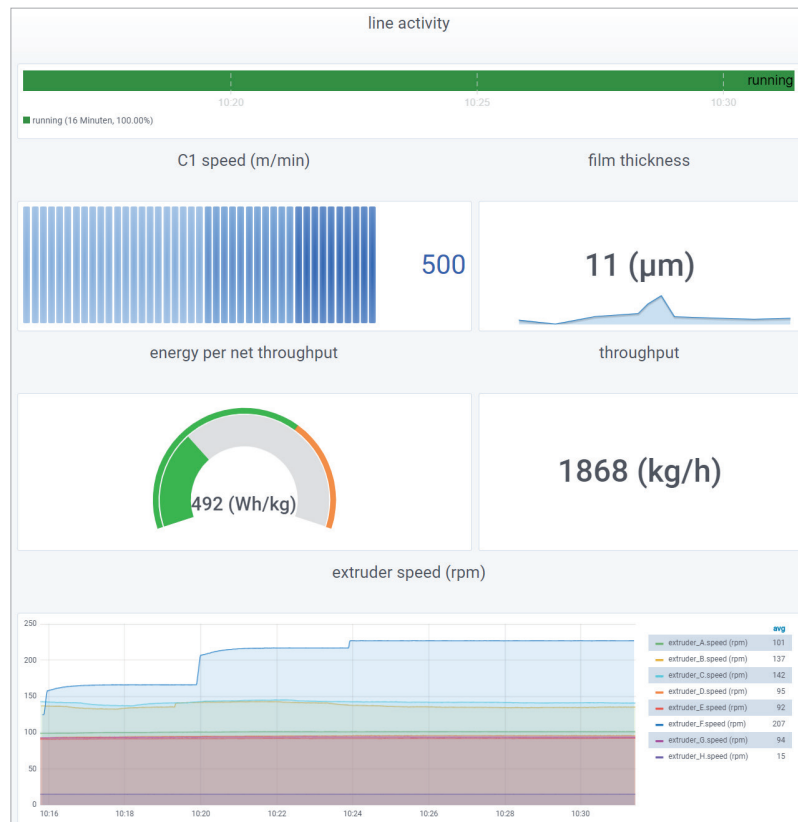 line activity
running
10:20 10:25 10:30
running (16 Minuten, 100.00%)
C1 speed (m/min) film thickness
500
11 (μm)
energy per net throughput throughput
492 (Wh/kg)
1868 (kg/h)
extruder speed (rpm)
250
200
150
100
50
0
10:16 10:18 10:20 10:22 10:24 10:26 10:28 10:30
avg
extruder_A.speed (rpm) 101
extruder_B.speed (rpm) 137
extruder_C.speed (rpm) 142
extruder_D.speed (rpm) 95
extruder_E.speed (rpm) 92
extruder_F.speed (rpm) 207
extruder_G.speed (rpm) 94
extruder_H.speed (rpm) 15